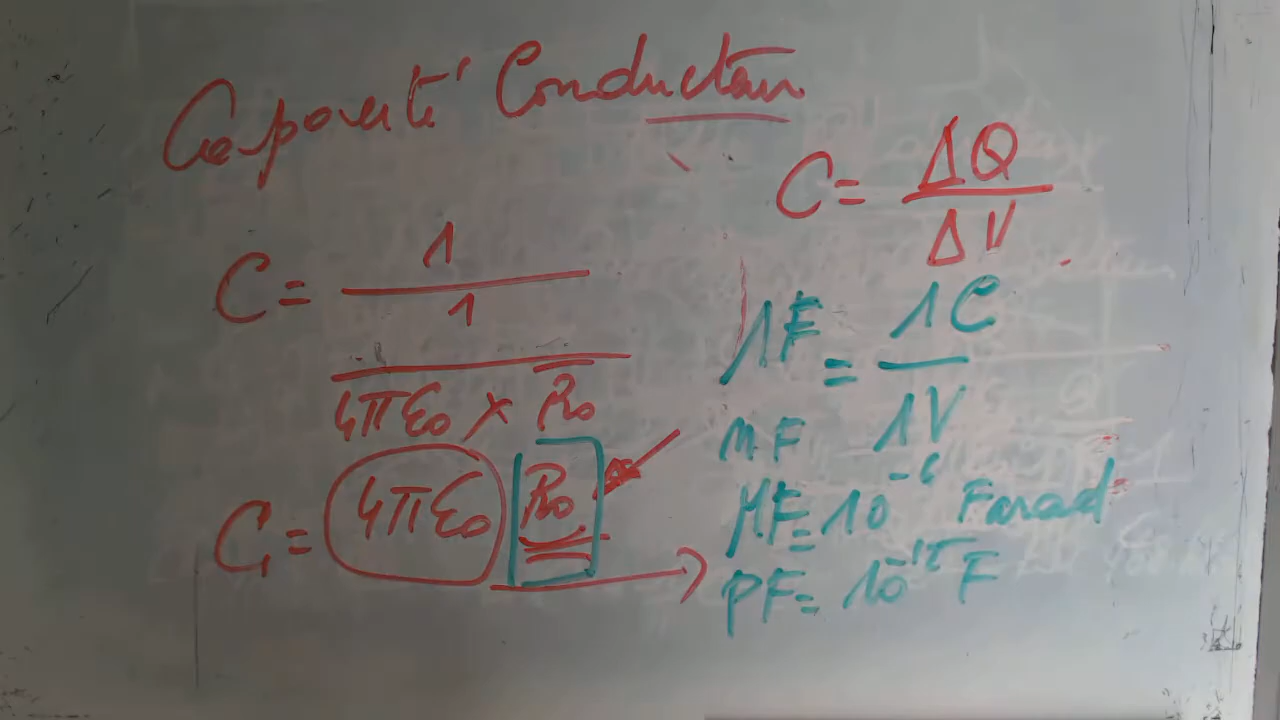 Capacité Conducteur
C = ΔQ / ΔV
C = 1 / (1 / (4πε₀ × R₀))
C₁ = 4πε₀ R₀
1F = 1C / 1V
mF
μF = 10⁻⁶ Farad
pF = 10⁻¹² F